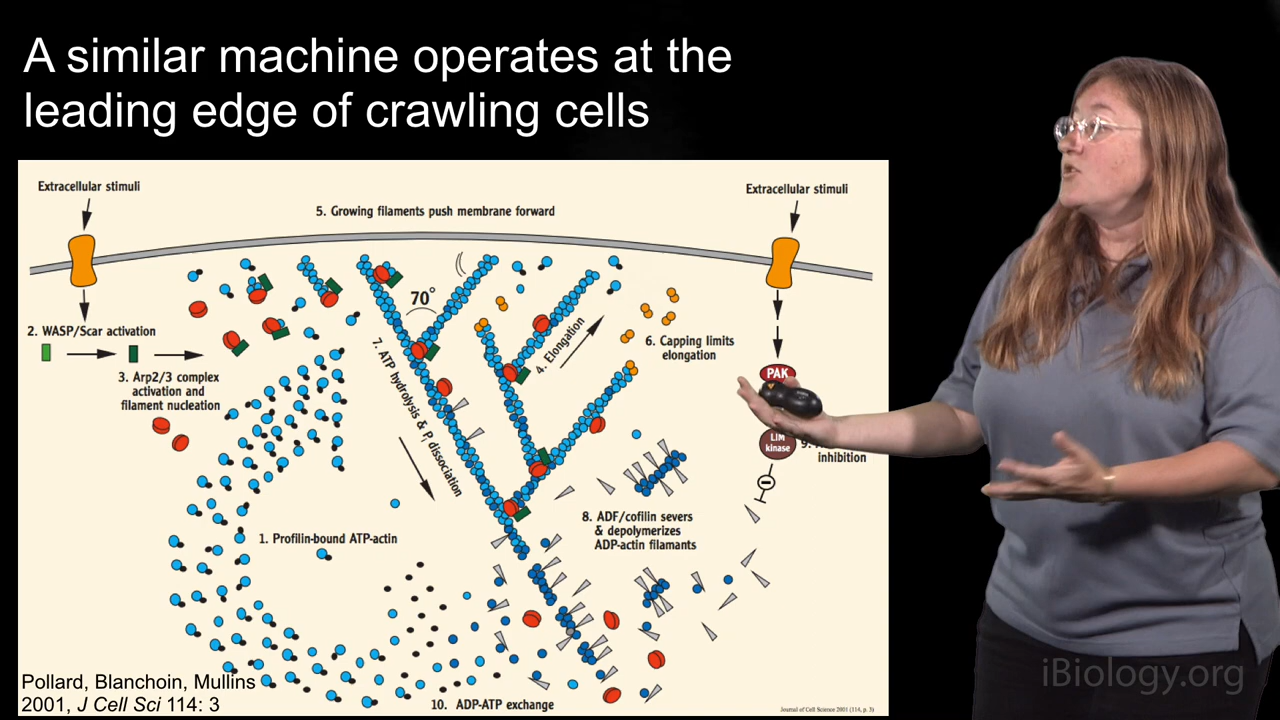 A similar machine operates at the
leading edge of crawling cells
Extracellular stimuli
5. Growing filaments push membrane forward
Extracellular stimuli
70°
2. WASP/Scar activation
3. Arp2/3 complex
activation and
filament nucleation
7. ATP hydrolysis & Pi dissociation
4. Elongation
6. Capping limits
elongation
PAK
LIM
kinase
inhibition
1. Profilin-bound ATP-actin
8. ADF/cofilin severs
& depolymerizes
ADP-actin filamants
10. ADP-ATP exchange
Pollard, Blanchoin, Mullins
2001, J Cell Sci 114: 3
Journal of Cell Science 2001 (114, p. 3)
iBiology.org